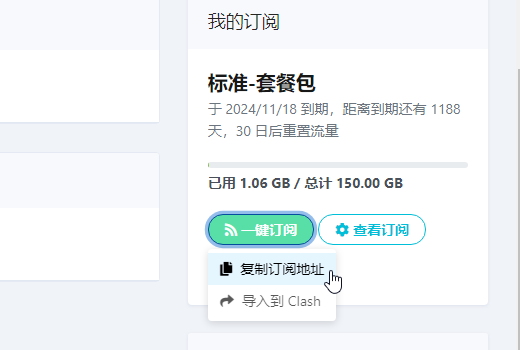 我的订阅
标准-套餐包
于 2024/11/18 到期，距离到期还有 1188
天，30 日后重置流量
已用 1.06 GB / 总计 150.00 GB
一键订阅
查看订阅
复制订阅地址
导入到 Clash